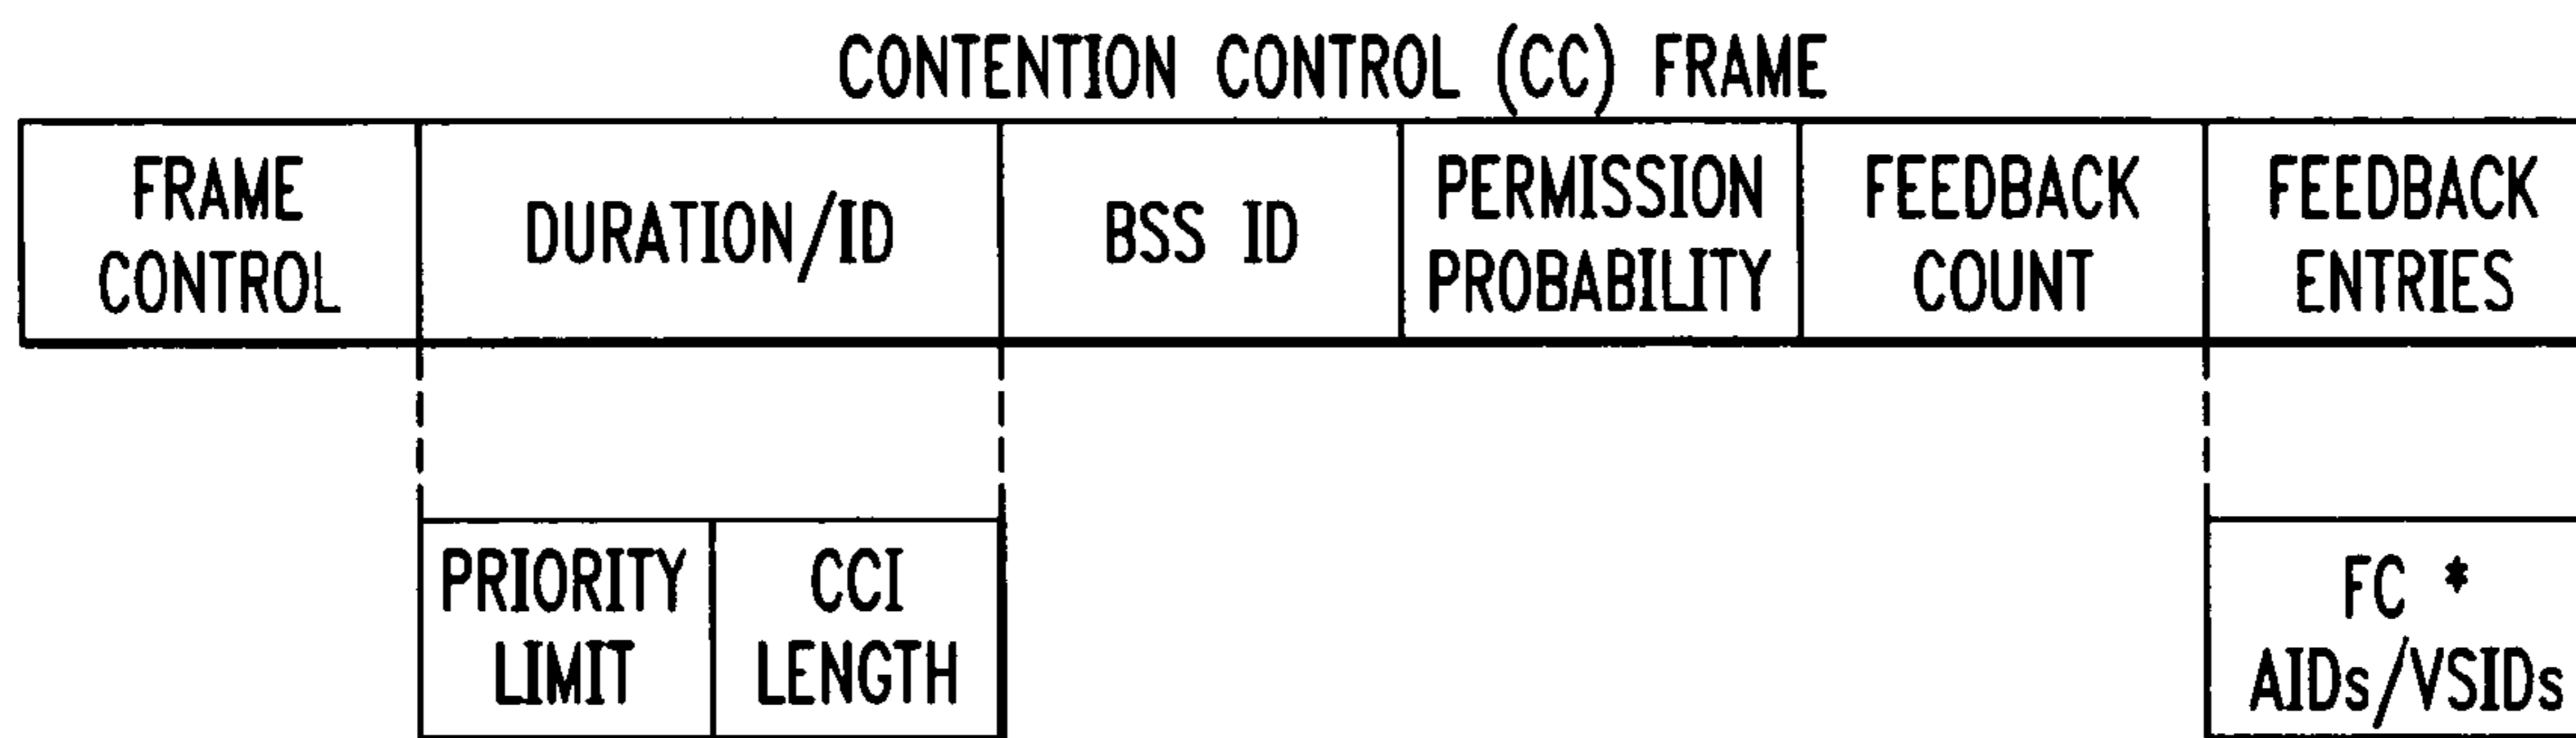 CONTENTION CONTROL (CC) FRAME
FRAME
CONTROL
DURATION/ID
BSS ID
PERMISSION
PROBABILITY
FEEDBACK
COUNT
FEEDBACK
ENTRIES
PRIORITY
LIMIT
CCI
LENGTH
FC *
AIDs/VSIDs